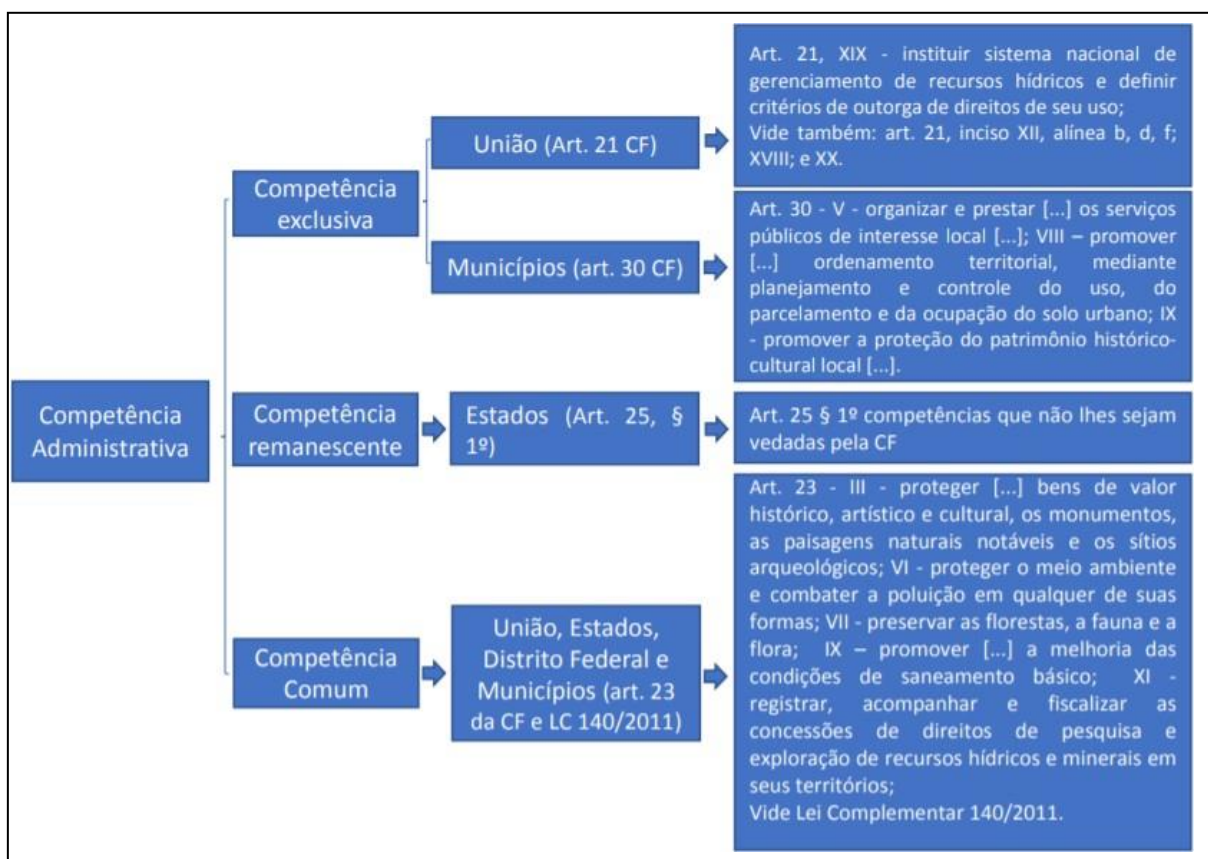 Competência
Administrativa
Competência
exclusiva
União (Art. 21 CF)
Art. 21, XIX - instituir sistema nacional de
gerenciamento de recursos hídricos e definir
critérios de outorga de direitos de seu uso;
Vide também: art. 21, inciso XII, alínea b, d, f;
XVIII; e XX.
Municípios (art. 30 CF)
Art. 30 - V - organizar e prestar [...] os serviços
públicos de interesse local [...]; VIII – promover
[...] ordenamento territorial, mediante
planejamento e controle do uso, do
parcelamento e da ocupação do solo urbano; IX
- promover a proteção do patrimônio histórico-
cultural local [...].
Competência
remanescente
Estados (Art. 25, §
1º)
Art. 25 § 1º competências que não lhes sejam
vedadas pela CF
Competência
Comum
União, Estados,
Distrito Federal e
Municípios (art. 23
da CF e LC 140/2011)
Art. 23 - III - proteger [...] bens de valor
histórico, artístico e cultural, os monumentos,
as paisagens naturais notáveis e os sítios
arqueológicos; VI - proteger o meio ambiente
e combater a poluição em qualquer de suas
formas; VII - preservar as florestas, a fauna e a
flora; IX – promover [...] a melhoria das
condições de saneamento básico; XI -
registrar, acompanhar e fiscalizar as
concessões de direitos de pesquisa e
exploração de recursos hídricos e minerais em
seus territórios;
Vide Lei Complementar 140/2011.